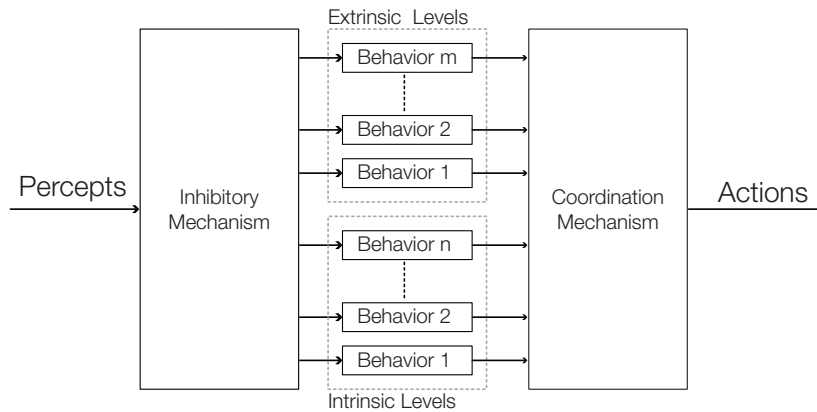 Extrinsic Levels
Behavior m
Behavior 2
Behavior 1
Percepts
Inhibitory
Mechanism
Coordination
Mechanism
Actions
Behavior n
Behavior 2
Behavior 1
Intrinsic Levels